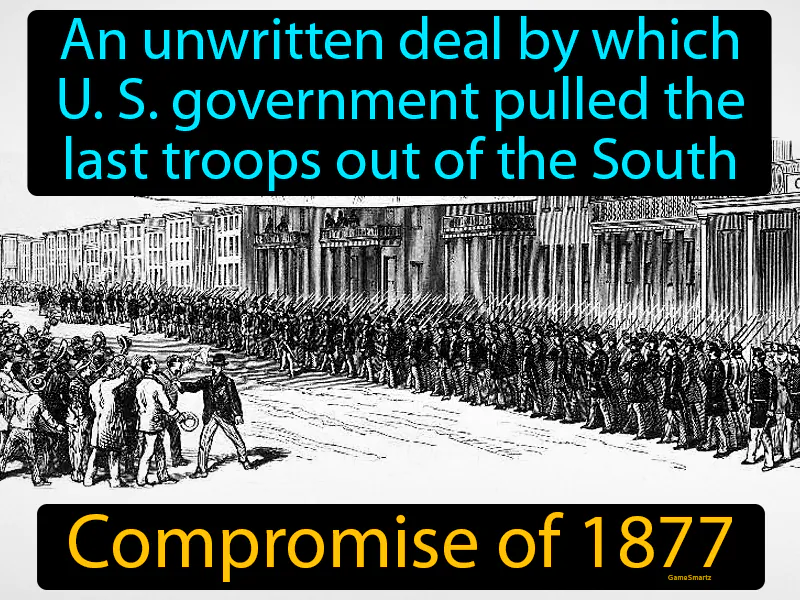 An unwritten deal by which
U. S. government pulled the
last troops out of the South
Compromise of 1877
GameSmartz